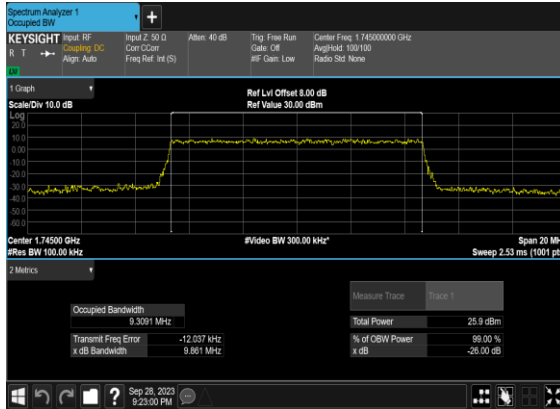 Spectrum Analyzer 1
Occupied BW
KEYSIGHT
R T
LXI
Input: RF
Coupling: DC
Align: Auto
Input Z: 50 Ω
Corr CCorr
Freq Ref: Int (S)
Atten: 40 dB
Trig: Free Run
Gate: Off
#IF Gain: Low
Center Freq: 1.745000000 GHz
Avg|Hold: 100/100
Radio Std: None
1 Graph
Scale/Div 10.0 dB
Ref Lvl Offset 8.00 dB
Ref Value 30.00 dBm
Log
20.0
10.0
0.00
-10.0
-20.0
-30.0
-40.0
-50.0
-60.0
Center 1.74500 GHz
#Res BW 100.00 kHz
#Video BW 300.00 kHz*
Span 20 MH
Sweep 2.53 ms (1001 pt
2 Metrics
Measure Trace Trace 1
Occupied Bandwidth
9.3091 MHz
Total Power 25.9 dBm
Transmit Freq Error -12.037 kHz
% of OBW Power 99.00 %
x dB Bandwidth 9.861 MHz
x dB -26.00 dB
?
Sep 28, 2023
9:23:00 PM